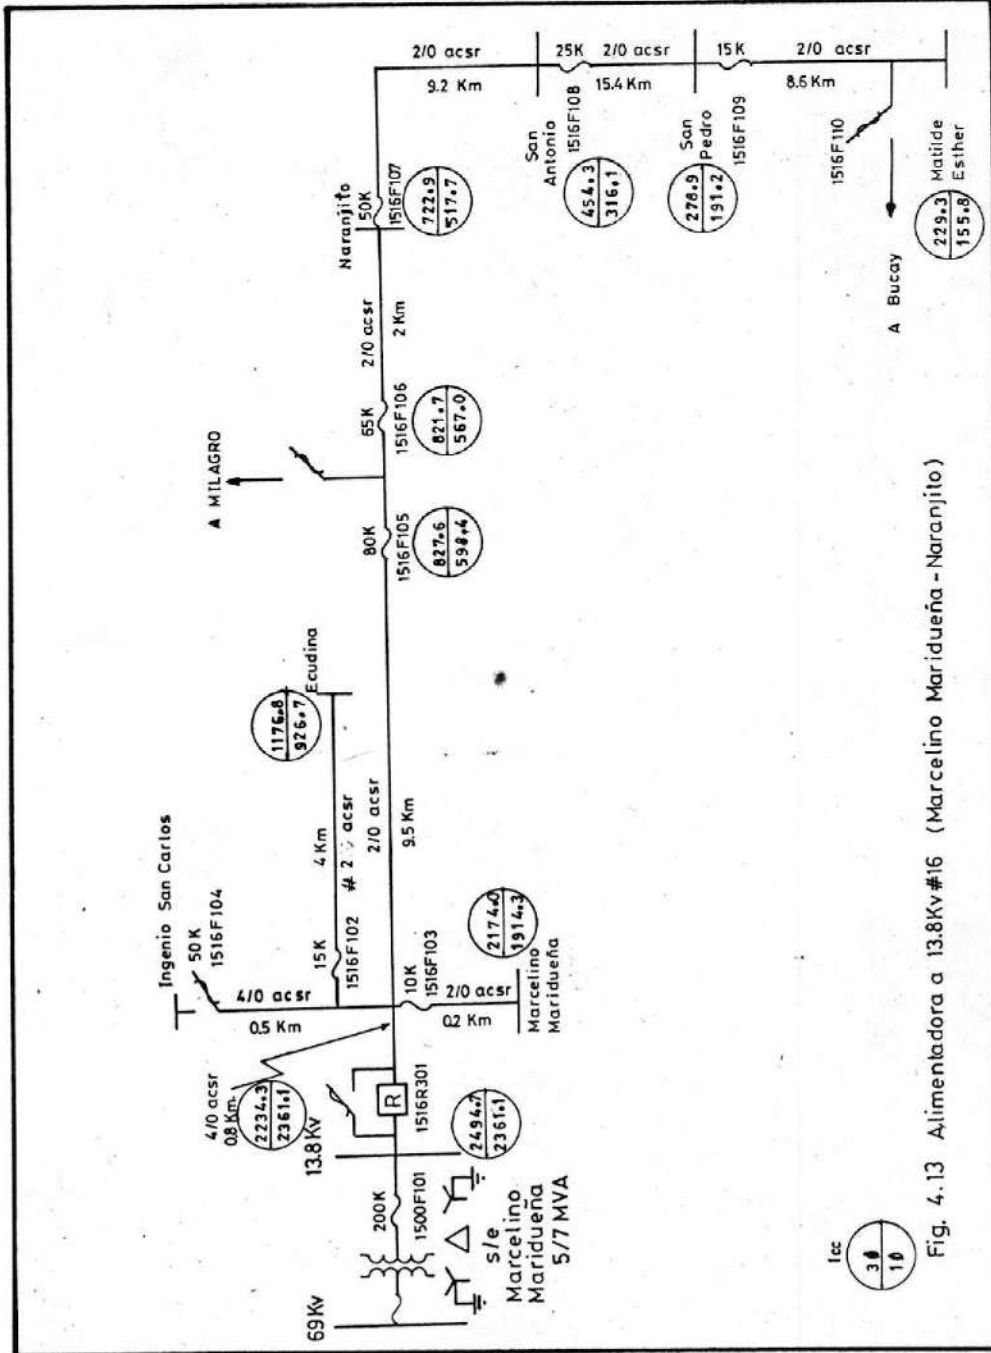 69Kv
200K
1500F101
s/e
Marcelino
Maridueña
5/7 MVA
13.8Kv
2494.7
2361.1
R
1516R301
4/0 acsr
0.8 Km.
2234.3
2361.1
Ingenio San Carlos
50K
1516F104
4/0 acsr
0.5 Km
15K
1516F102
4 Km
# 2 acsr
Ecudina
1176.8
926.7
10K
1516F103
2/0 acsr
0.2 Km
Marcelino
Maridueña
2174.0
1914.3
2/0 acsr
9.5 Km
80K
1516F105
827.6
598.4
A MILAGRO
65K
1516F106
821.7
567.0
2/0 acsr
2 Km
Naranjito
50K
1516F107
722.9
517.7
2/0 acsr
9.2 Km
San
Antonio
25K
1516F108
454.3
316.1
2/0 acsr
15.4 Km
San
Pedro
15K
1516F109
278.9
191.2
2/0 acsr
8.6 Km
1516F110
A Bucay
Matilde
Esther
229.3
155.8
Icc
3ϕ
1ϕ
Fig. 4.13 Alimentadora a 13.8Kv#16 (Marcelino Maridueña - Naranjito)